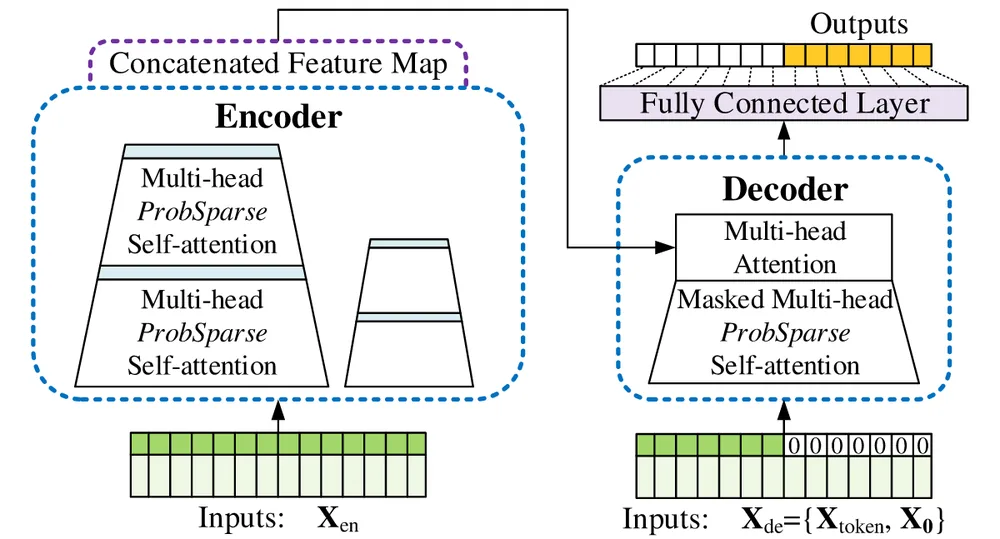 Concatenated Feature Map
Encoder
Multi-head
ProbSparse
Self-attention
Multi-head
ProbSparse
Self-attention
Inputs: Xen
Outputs
Fully Connected Layer
Decoder
Multi-head
Attention
Masked Multi-head
ProbSparse
Self-attention
0 0 0 0 0 0 0
Inputs: Xde={Xtoken, X0}